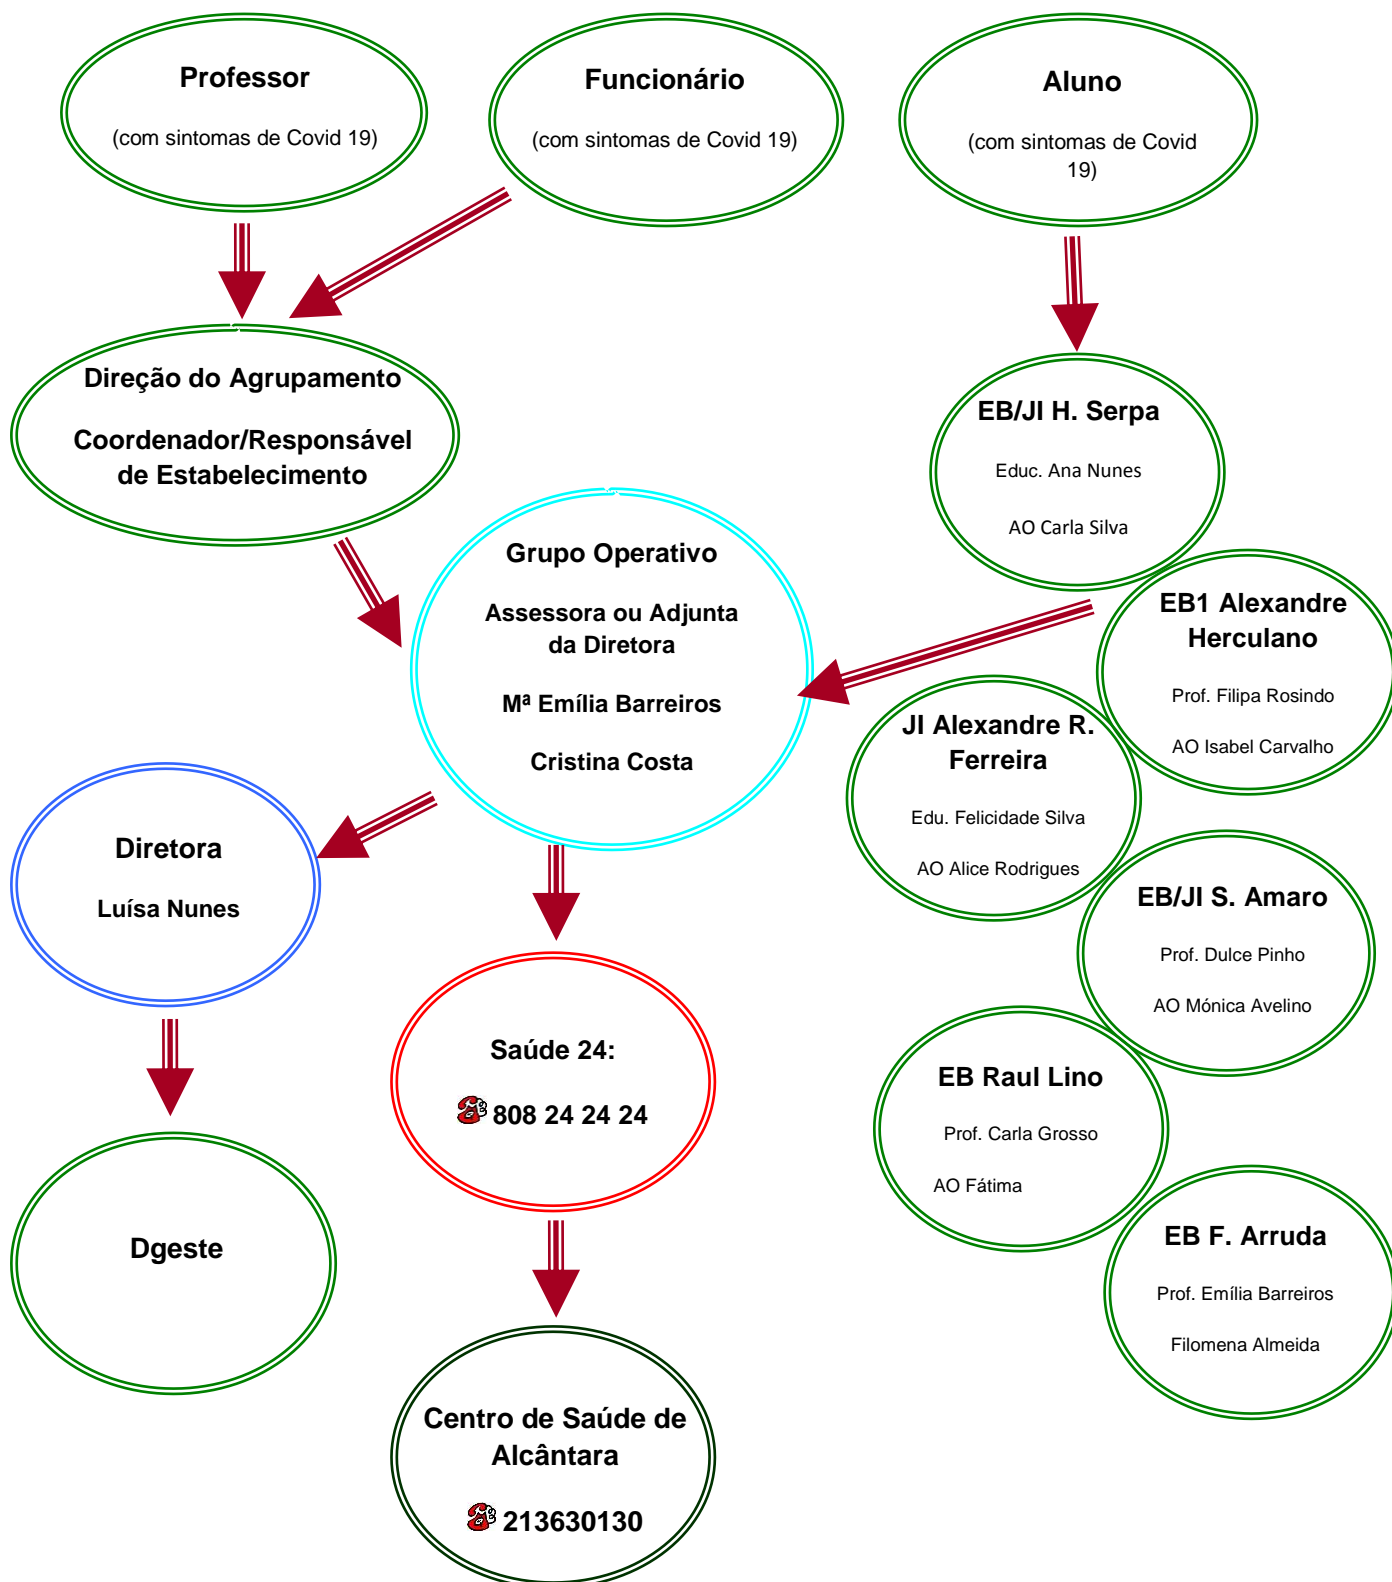 Professor
(com sintomas de Covid 19)
Funcionário
(com sintomas de Covid 19)
Aluno
(com sintomas de Covid
19)
Direção do Agrupamento
Coordenador/Responsável
de Estabelecimento
EB/JI H. Serpa
Educ. Ana Nunes
AO Carla Silva
Grupo Operativo
Assessora ou Adjunta
da Diretora
Mª Emília Barreiros
Cristina Costa
EB1 Alexandre
Herculano
Prof. Filipa Rosindo
AO Isabel Carvalho
JI Alexandre R.
Ferreira
Edu. Felicidade Silva
AO Alice Rodrigues
Diretora
Luísa Nunes
EB/JI S. Amaro
Prof. Dulce Pinho
AO Mónica Avelino
Saúde 24:
808 24 24 24
EB Raul Lino
Prof. Carla Grosso
AO Fátima
Dgeste
EB F. Arruda
Prof. Emília Barreiros
Filomena Almeida
Centro de Saúde de
Alcântara
213630130